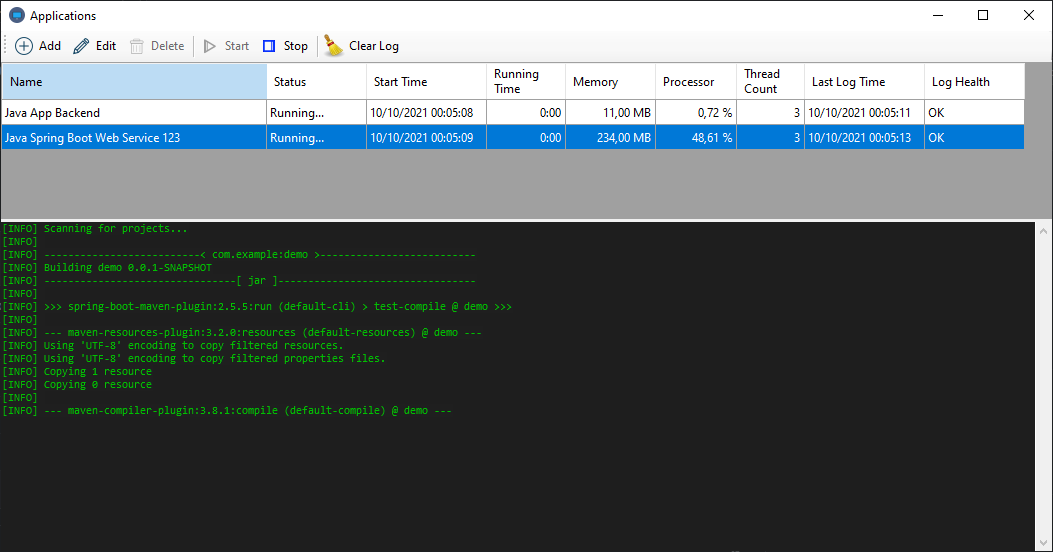 Applications
Add Edit Delete Start Stop Clear Log
Name Status Start Time Running Time Memory Processor Thread Count Last Log Time Log Health
Java App Backend Running... 10/10/2021 00:05:08 0:00 11,00 MB 0,72 % 3 10/10/2021 00:05:11 OK
Java Spring Boot Web Service 123 Running... 10/10/2021 00:05:09 0:00 234,00 MB 48,61 % 3 10/10/2021 00:05:13 OK
[INFO] Scanning for projects...
[INFO]
[INFO] --------------------------< com.example:demo >--------------------------
[INFO] Building demo 0.0.1-SNAPSHOT
[INFO] --------------------------------[ jar ]---------------------------------
[INFO]
[INFO] >>> spring-boot-maven-plugin:2.5.5:run (default-cli) > test-compile @ demo >>>
[INFO]
[INFO] --- maven-resources-plugin:3.2.0:resources (default-resources) @ demo ---
[INFO] Using 'UTF-8' encoding to copy filtered resources.
[INFO] Using 'UTF-8' encoding to copy filtered properties files.
[INFO] Copying 1 resource
[INFO] Copying 0 resource
[INFO]
[INFO] --- maven-compiler-plugin:3.8.1:compile (default-compile) @ demo ---